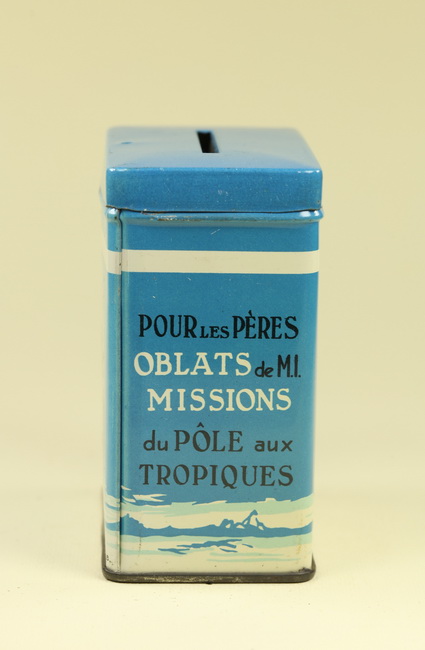 POUR LES PÈRES
OBLATS de M.I.
MISSIONS
du PÔLE aux
TROPIQUES